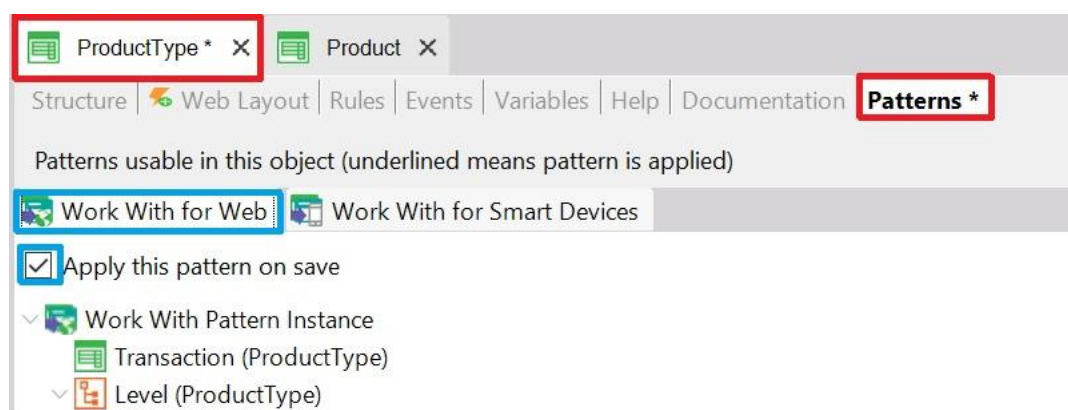 ProductType * Product
Structure Web Layout Rules Events Variables Help Documentation Patterns *
Patterns usable in this object (underlined means pattern is applied)
Work With for Web Work With for Smart Devices
Apply this pattern on save
Work With Pattern Instance
Transaction (ProductType)
Level (ProductType)